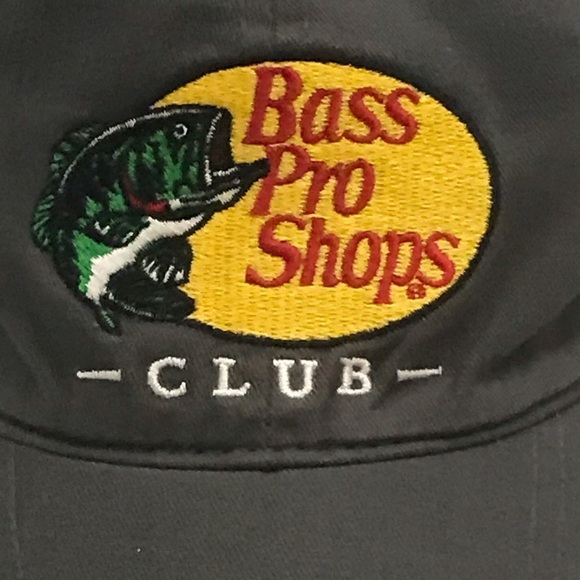 Bass
Pro
Shops®
- CLUB -